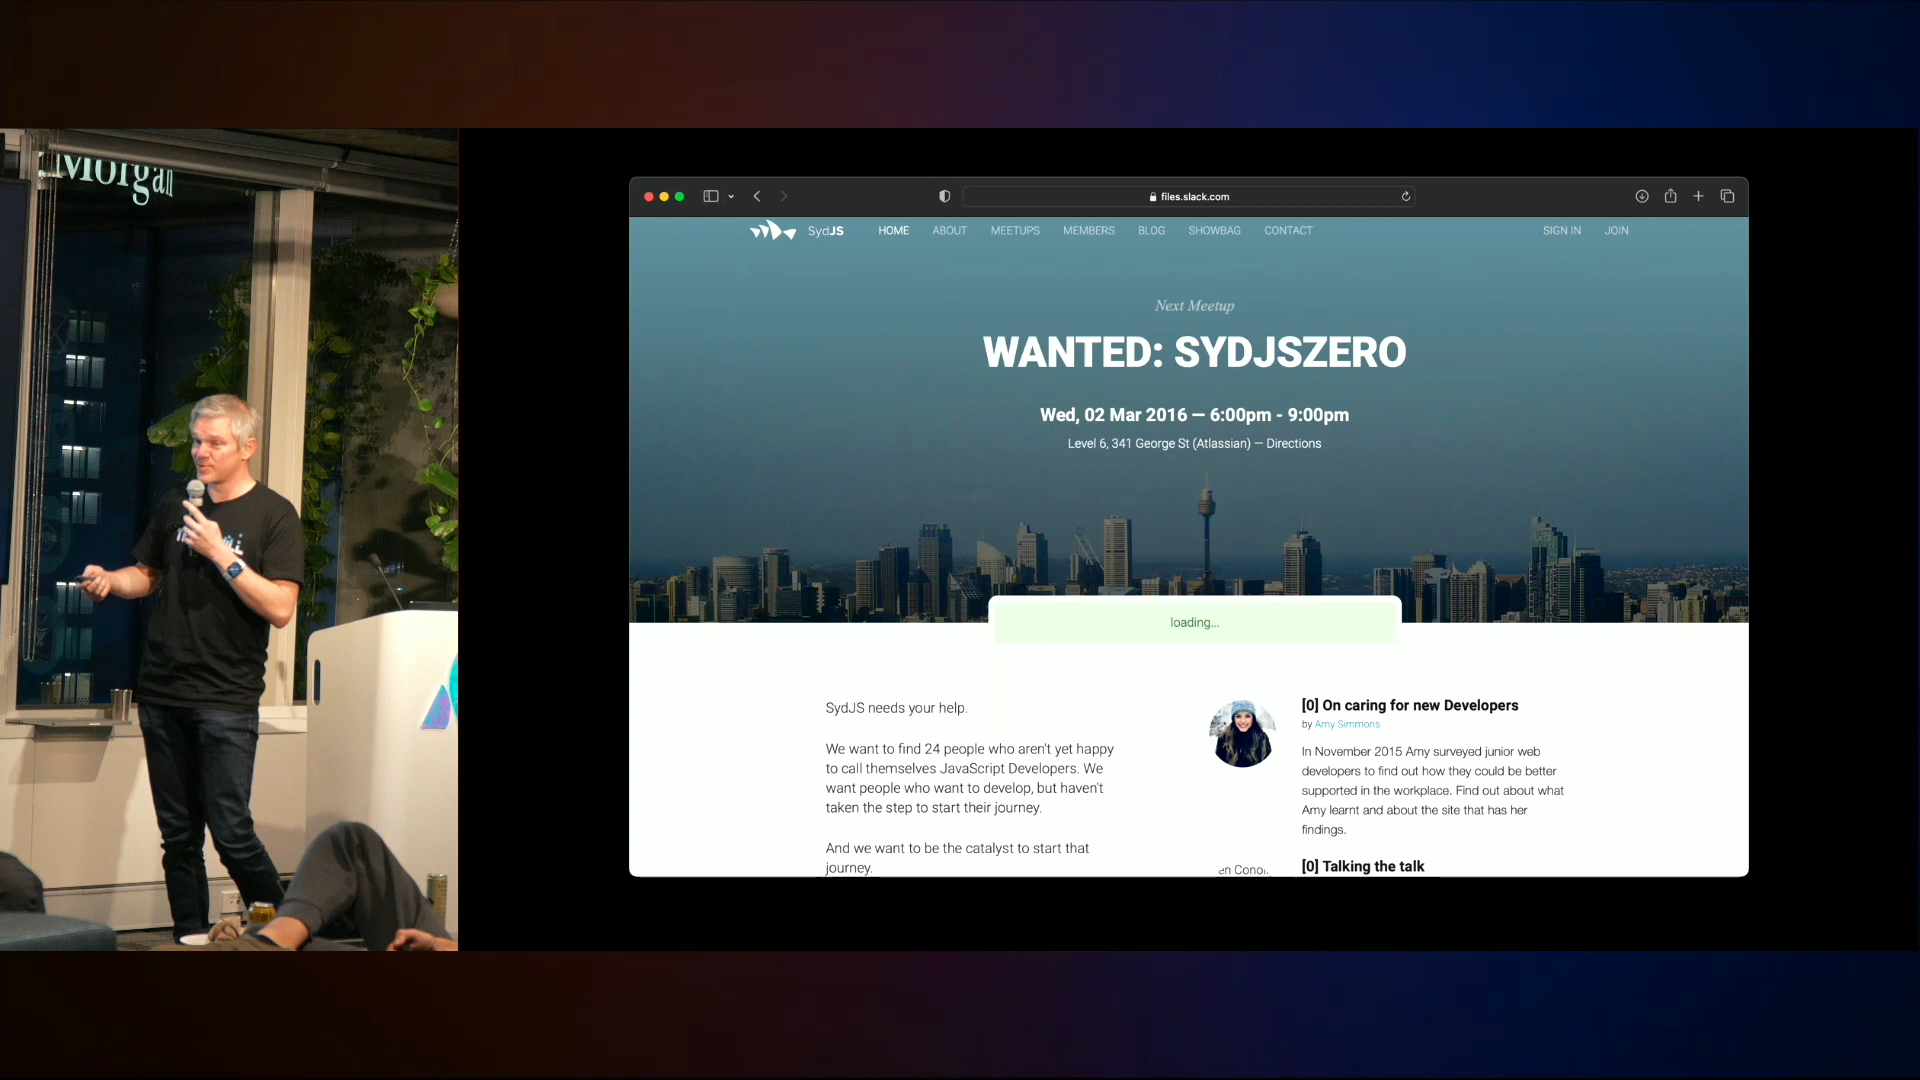 Morgan
files.slack.com
SydJS HOME ABOUT MEETUPS MEMBERS BLOG SHOWBAG CONTACT SIGN IN JOIN
Next Meetup
WANTED: SYDJSZERO
Wed, 02 Mar 2016 — 6:00pm - 9:00pm
Level 6, 341 George St (Atlassian) — Directions
loading...
SydJS needs your help.
We want to find 24 people who aren't yet happy
to call themselves JavaScript Developers. We
want people who want to develop, but haven't
taken the step to start their journey.
And we want to be the catalyst to start that
journey.
[0] On caring for new Developers
by Amy Simmons
In November 2015 Amy surveyed junior web
developers to find out how they could be better
supported in the workplace. Find out about what
Amy learnt and about the site that has her
findings.
[0] Talking the talk